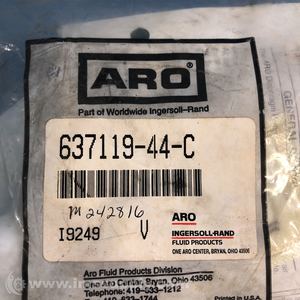 ARO®
Part of Worldwide Ingersoll-Rand
637119-44-C
M242816
I9249 V
ARO
INGERSOLL-RAND
FLUID PRODUCTS
ONE ARO CENTER, BRYAN, OHIO 43506
Aro Fluid Products Division
One Aro Center, Bryan, Ohio 43506
Telephone: 419-633-1212
Printed in U.S.A.